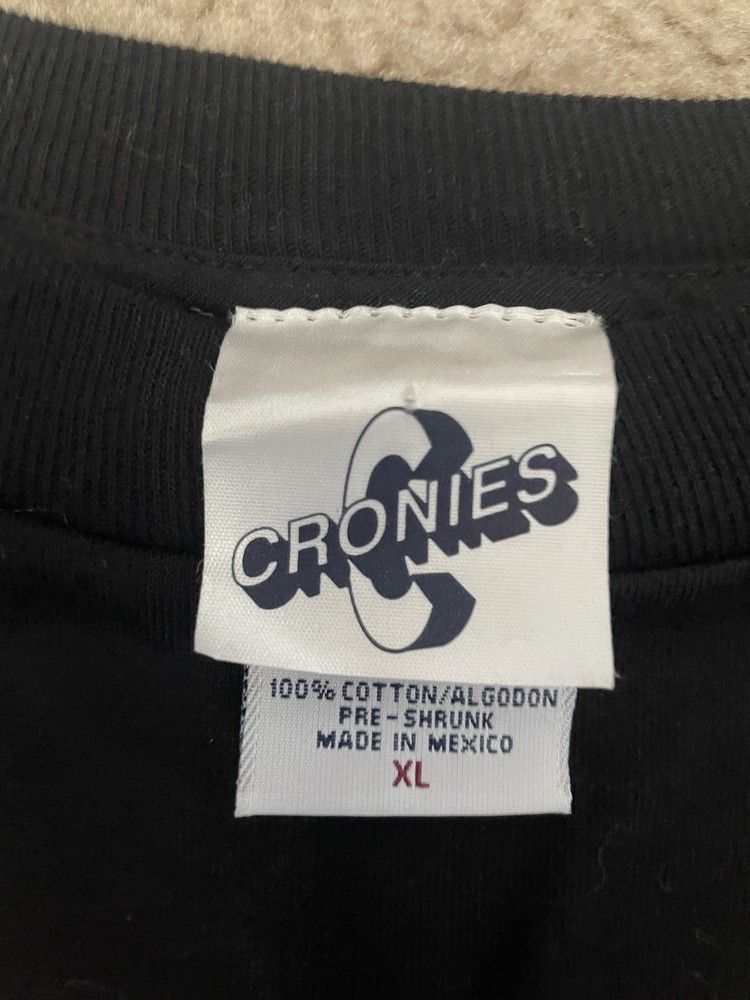 C
CRONIES
100% COTTON/ALGODON
PRE-SHRUNK
MADE IN MEXICO
XL